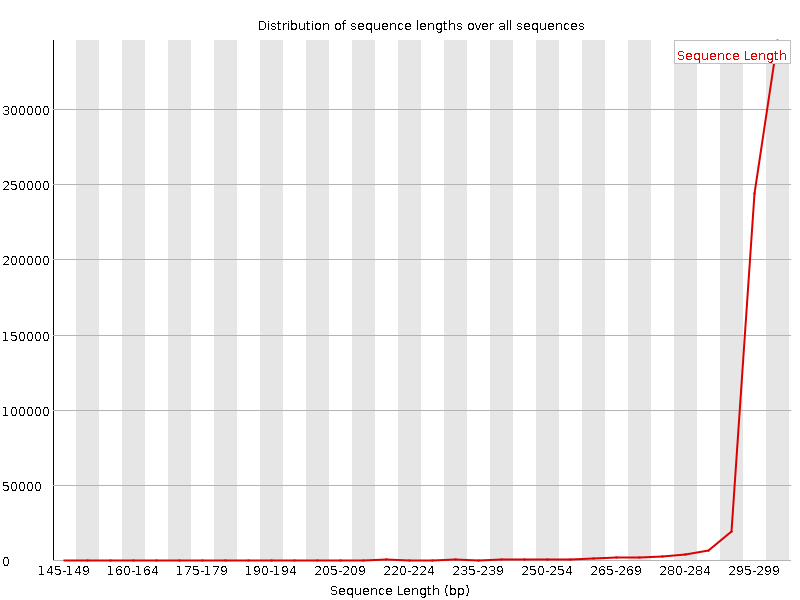 Distribution of sequence lengths over all sequences
Sequence Length
300000
250000
200000
150000
100000
50000
0
145-149 160-164 175-179 190-194 205-209 220-224 235-239 250-254 265-269 280-284 295-299
Sequence Length (bp)